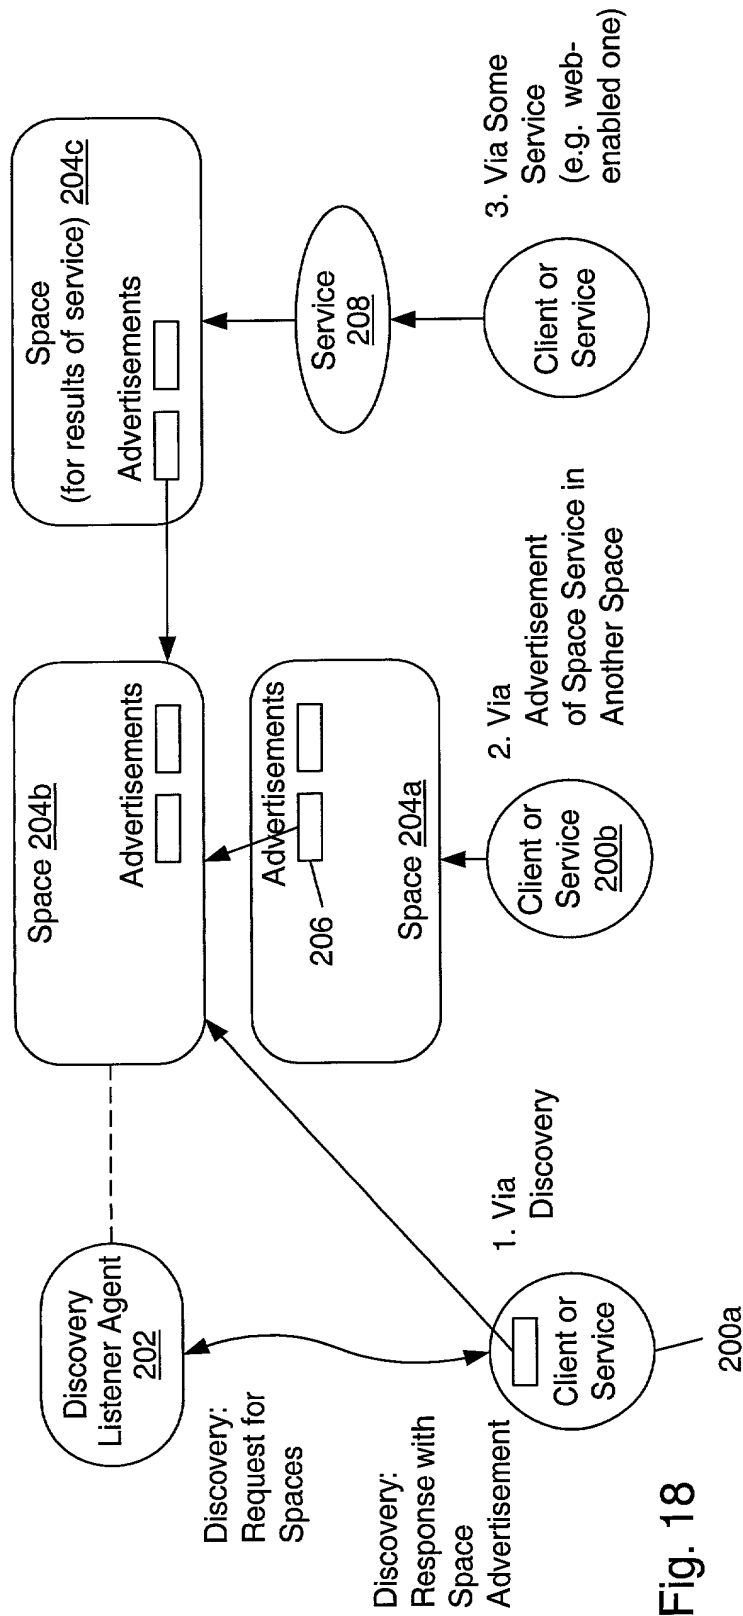 Discovery
Listener Agent
202
Discovery:
Request for
Spaces
Discovery:
Response with
Space
Advertisement
Client or
Service
200a
1. Via
Discovery
Space 204b
Advertisements
Advertisements
206
Space 204a
Client or
Service
200b
2. Via
Advertisement
of Space Service in
Another Space
Space
(for results of service) 204c
Advertisements
Service
208
Client or
Service
3. Via Some
Service
(e.g. web-
enabled one)
Fig. 18